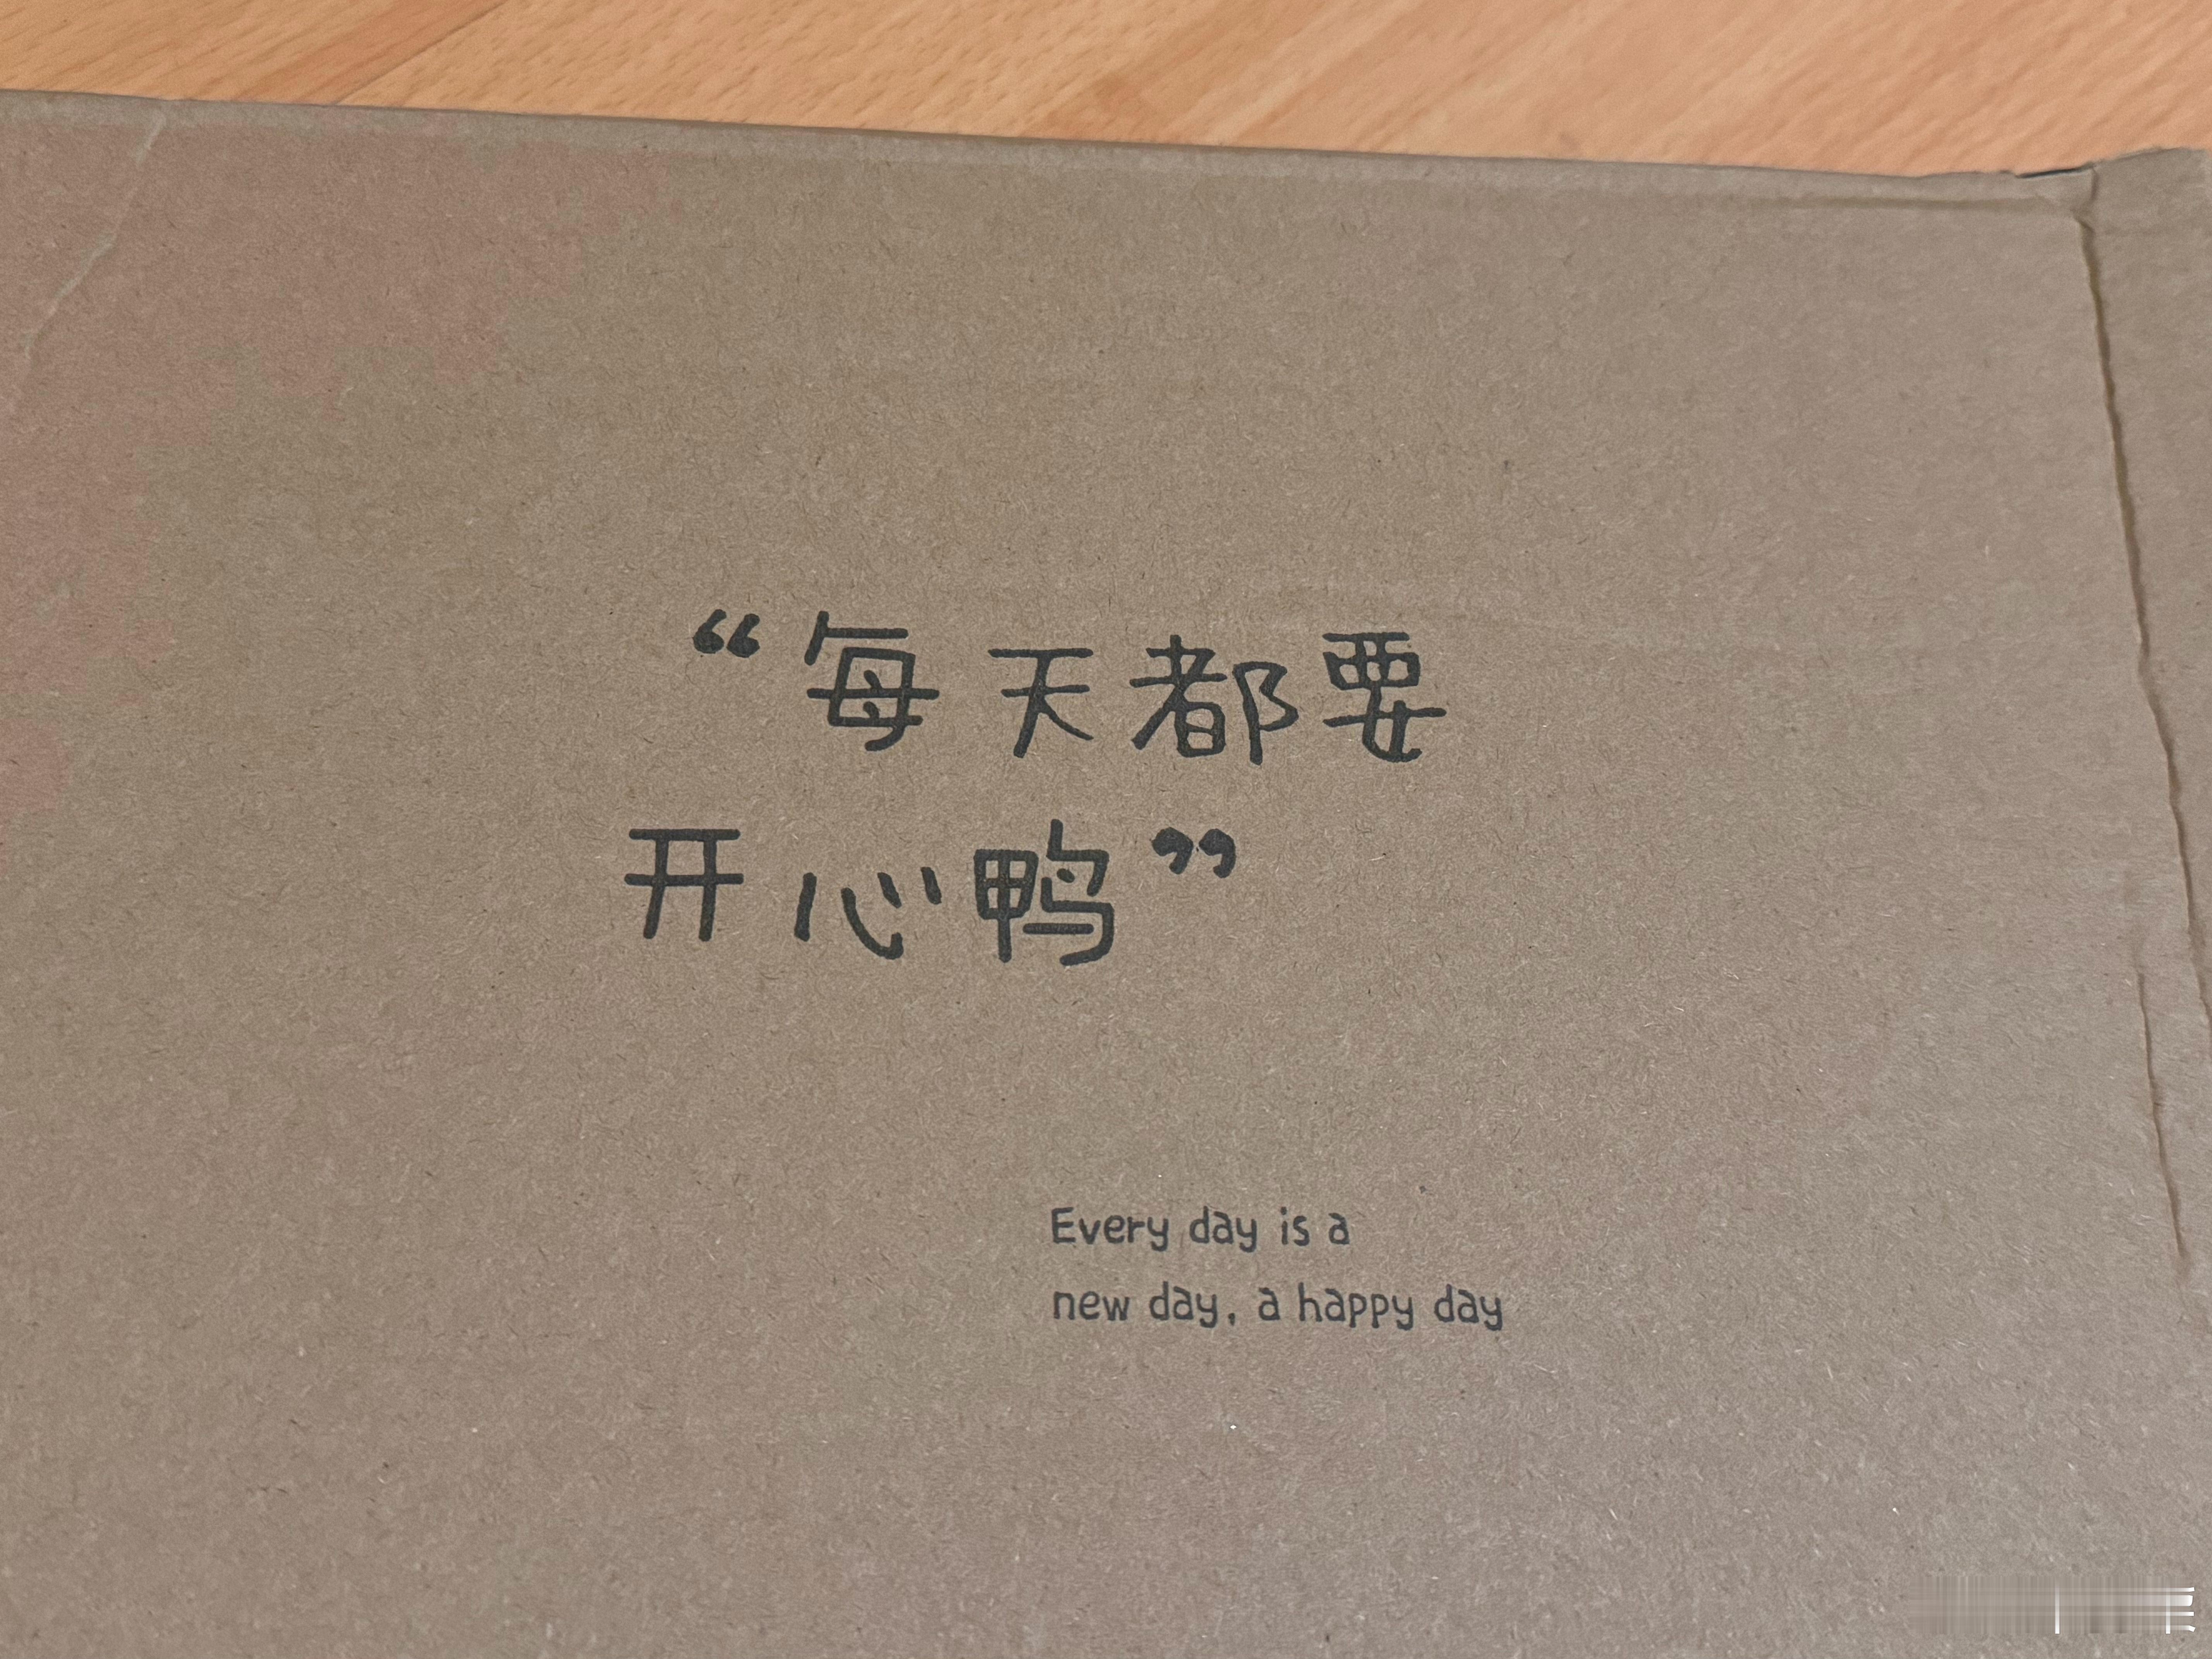 “每天都要
开心鸭”
Every day is a
new day, a happy day